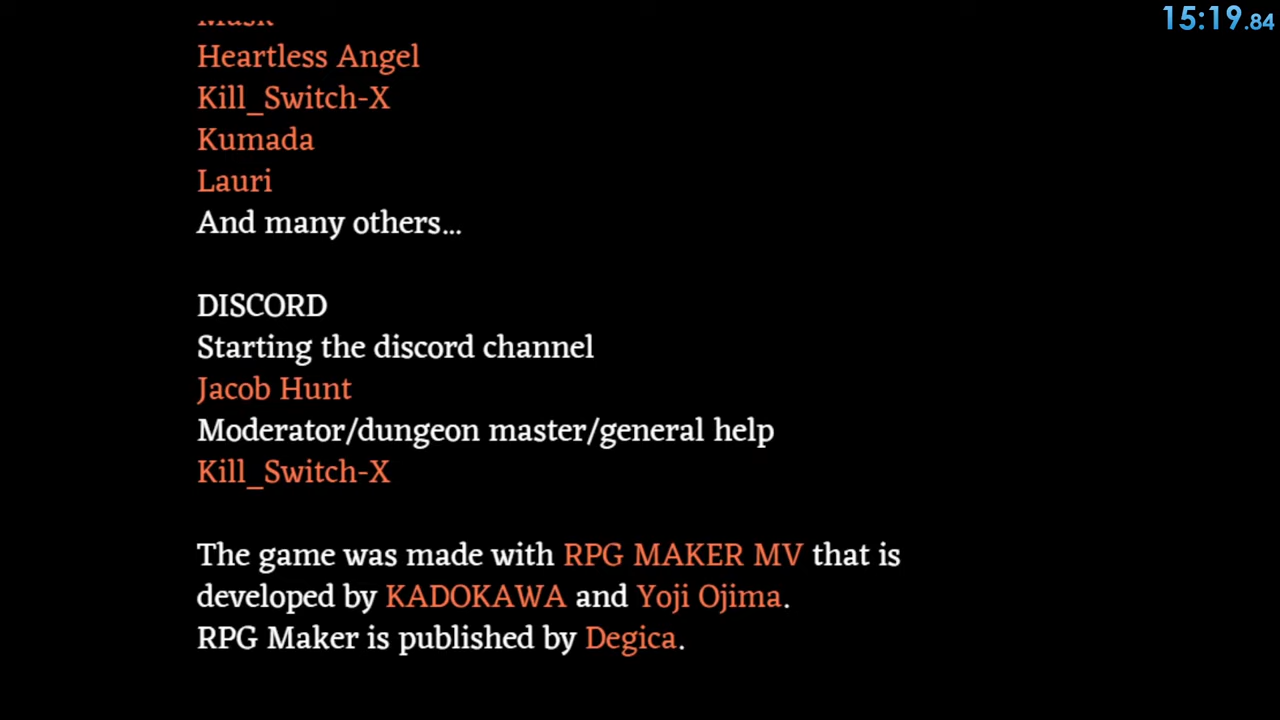 15:19.84
Heartless Angel
Kill_Switch-X
Kumada
Lauri
And many others...
DISCORD
Starting the discord channel
Jacob Hunt
Moderator/dungeon master/general help
Kill_Switch-X
The game was made with RPG MAKER MV that is
developed by KADOKAWA and Yoji Ojima.
RPG Maker is published by Degica.